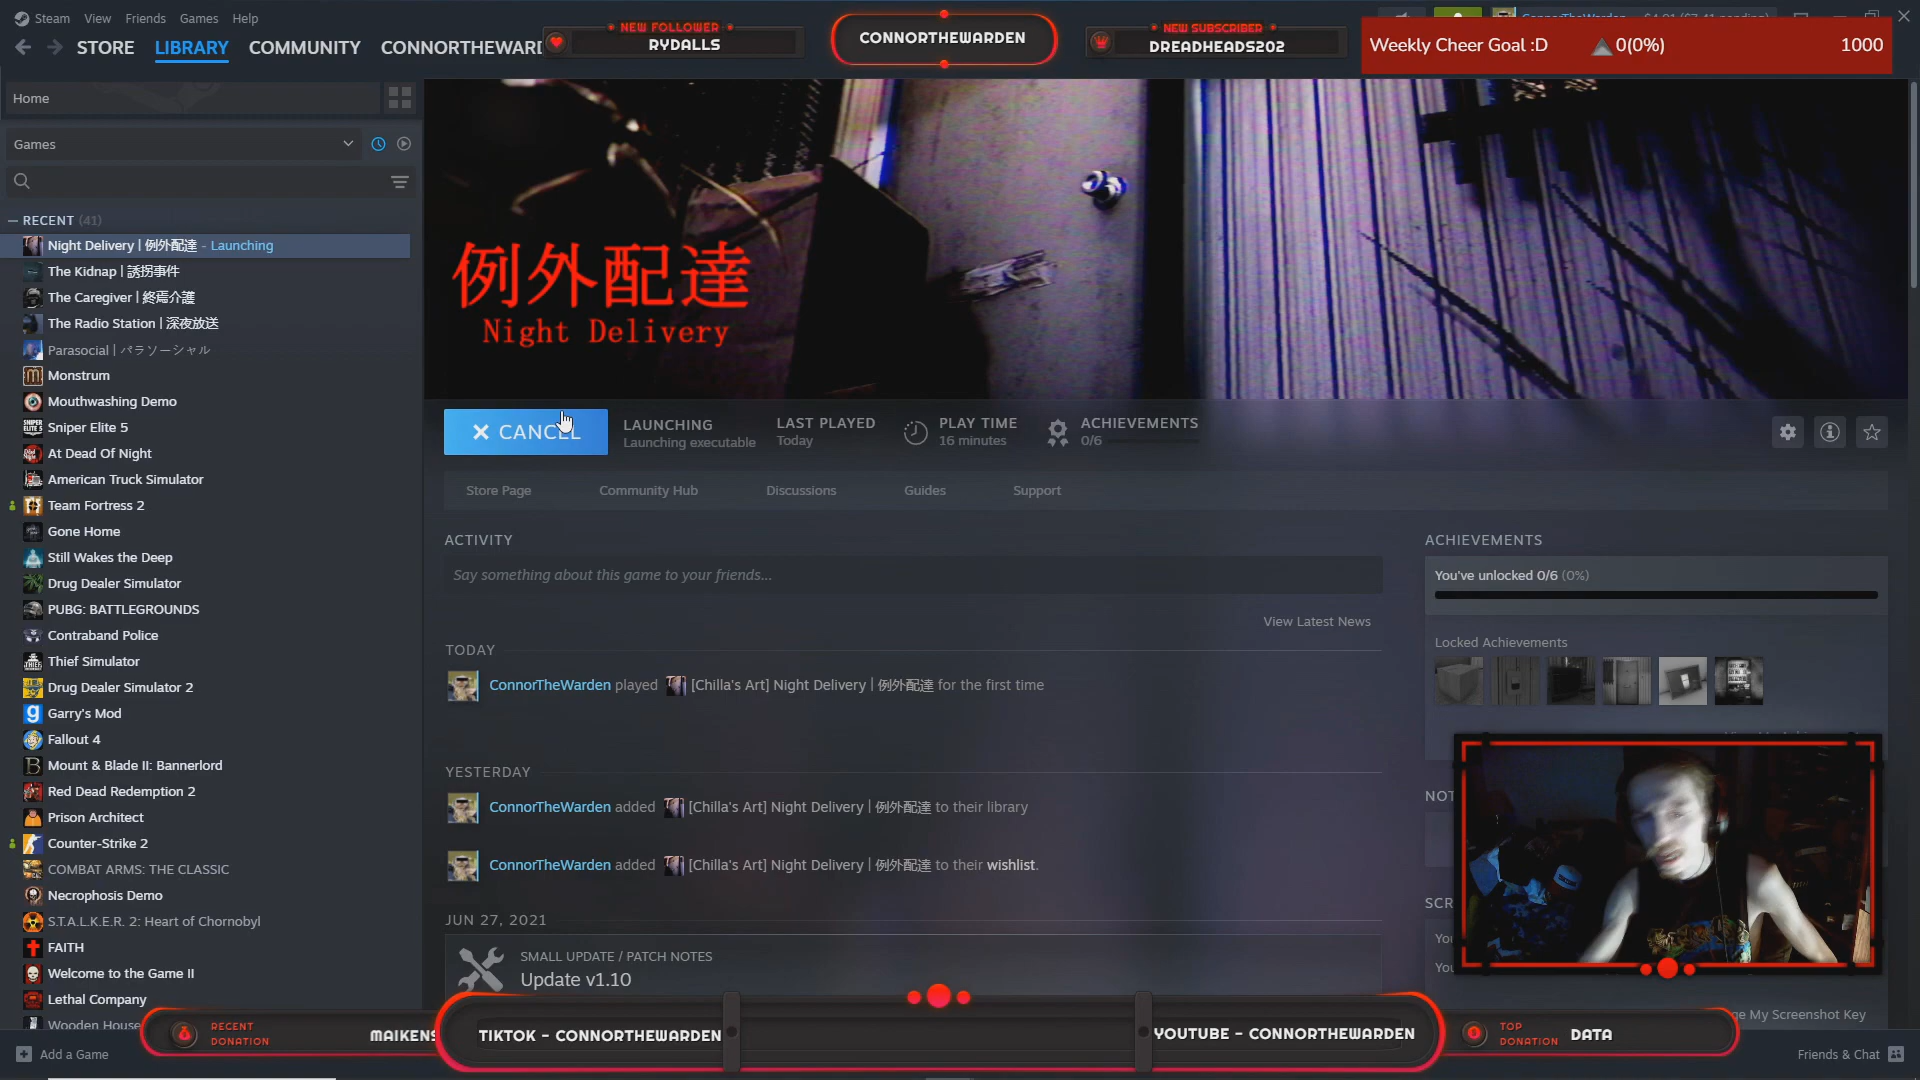 Steam View Friends Games Help
STORE LIBRARY COMMUNITY CONNORTHEWARD
NEW FOLLOWER
RYDALLS
CONNORTHEWARDEN
NEW SUBSCRIBER
DREADHEADS202
Weekly Cheer Goal :D 0(0%) 1000
Home
Games
RECENT (41)
Night Delivery | 例外配達 - Launching
The Kidnap | 誘拐事件
The Caregiver | 終焉介護
The Radio Station | 深夜放送
Parasocial | パラソーシャル
Monstrum
Mouthwashing Demo
Sniper Elite 5
At Dead Of Night
American Truck Simulator
Team Fortress 2
Gone Home
Still Wakes the Deep
Drug Dealer Simulator
PUBG: BATTLEGROUNDS
Contraband Police
Thief Simulator
Drug Dealer Simulator 2
Garry's Mod
Fallout 4
Mount & Blade II: Bannerlord
Red Dead Redemption 2
Prison Architect
Counter-Strike 2
COMBAT ARMS: THE CLASSIC
Necrophosis Demo
S.T.A.L.K.E.R. 2: Heart of Chornobyl
FAITH
Welcome to the Game II
Lethal Company
Wooden House
Add a Game
例外配達
Night Delivery
CANCEL
LAUNCHING
Launching executable
LAST PLAYED
Today
PLAY TIME
16 minutes
ACHIEVEMENTS
0/6
Store Page Community Hub Discussions Guides Support
ACTIVITY
Say something about this game to your friends...
View Latest News
TODAY
ConnorTheWarden played [Chilla's Art] Night Delivery | 例外配達 for the first time
YESTERDAY
ConnorTheWarden added [Chilla's Art] Night Delivery | 例外配達 to their library
ConnorTheWarden added [Chilla's Art] Night Delivery | 例外配達 to their wishlist.
JUN 27, 2021
SMALL UPDATE / PATCH NOTES
Update v1.10
ACHIEVEMENTS
You've unlocked 0/6 (0%)
Locked Achievements
NOT
SCR
You
You
My Screenshot Key
RECENT
DONATION
MAIKENS
TIKTOK - CONNORTHEWARDEN
YOUTUBE - CONNORTHEWARDEN
TOP
DONATION
DATA
Friends & Chat